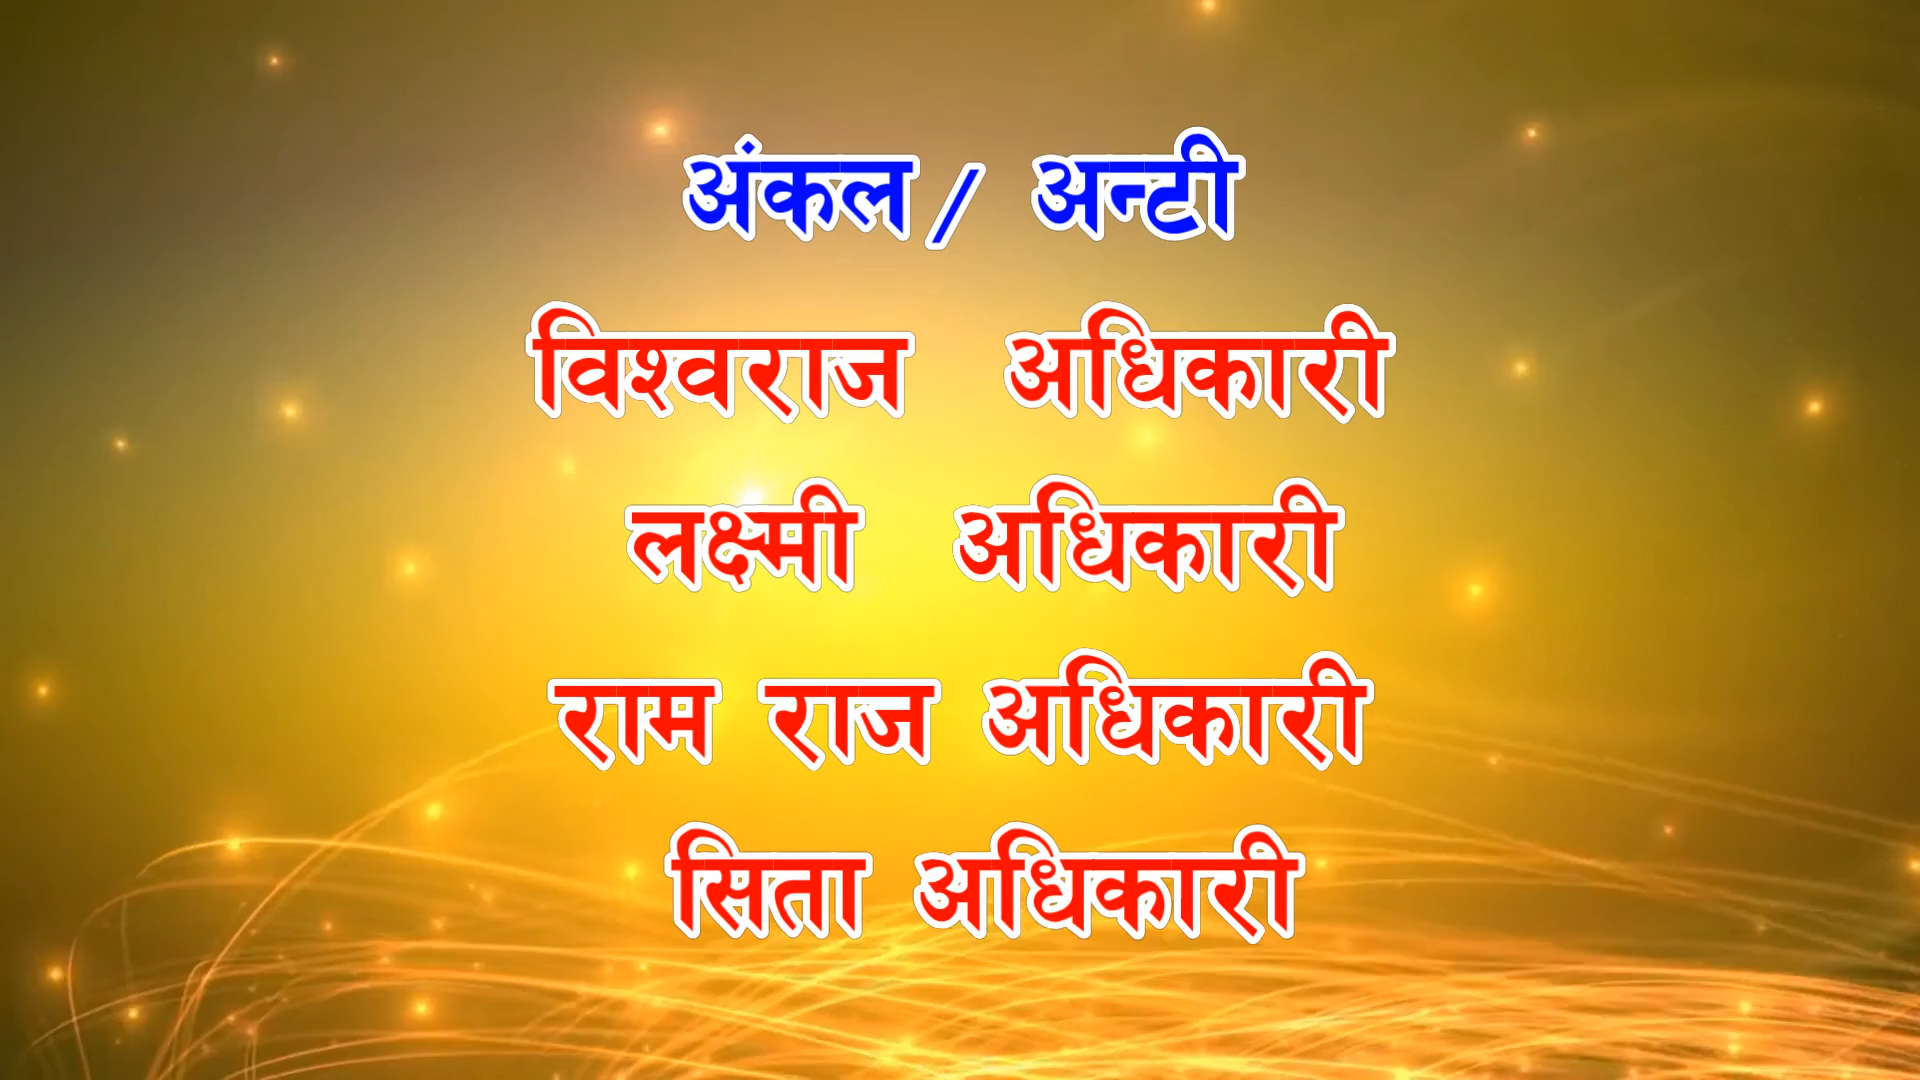 अंकल / अन्टी
विश्वराज अधिकारी
लक्ष्मी अधिकारी
राम राज अधिकारी
सिता अधिकारी